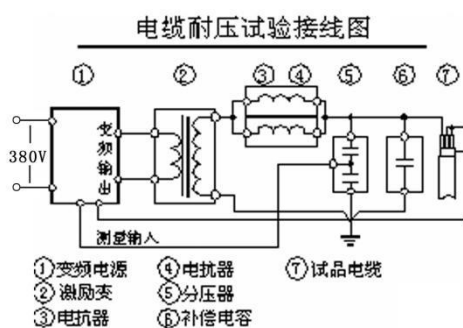 电缆耐压试验接线图
① ② ③ ④ ⑤ ⑥ ⑦
380V
变频输出
测量输入
①变频电源 ④电抗器 ⑦试品电缆
②激励变 ⑤分压器
③电抗器 ⑥补偿电容